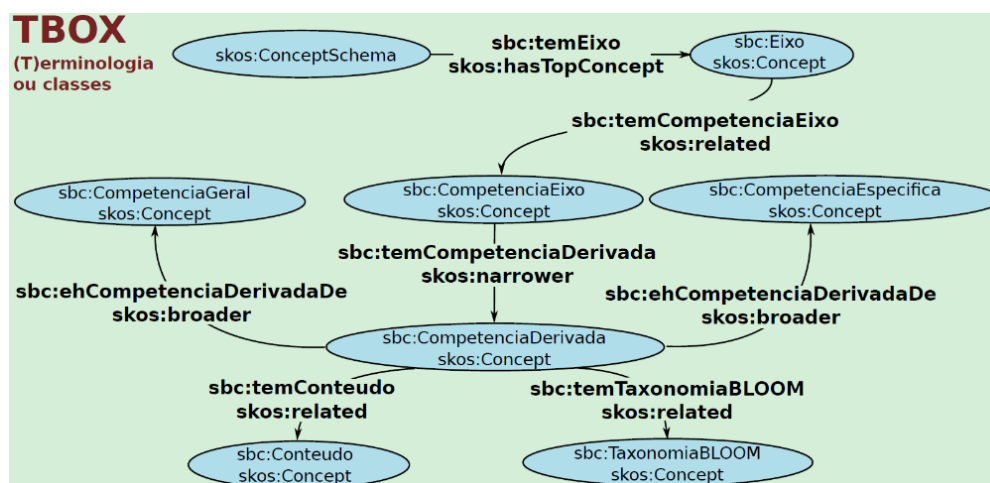 TBOX
(T)erminologia
ou classes
skos:ConceptSchema
sbc:temEixo
skos:hasTopConcept
sbc:Eixo
skos:Concept
sbc:temCompetenciaEixo
skos:related
sbc:CompetenciaGeral
skos:Concept
sbc:CompetenciaEixo
skos:Concept
sbc:CompetenciaEspecifica
skos:Concept
sbc:temCompetenciaDerivada
skos:narrower
sbc:ehCompetenciaDerivadaDe
skos:broader
sbc:ehCompetenciaDerivadaDe
skos:broader
sbc:CompetenciaDerivada
skos:Concept
sbc:temConteudo
skos:related
sbc:temTaxonomiaBLOOM
skos:related
sbc:Conteudo
skos:Concept
sbc:TaxonomiaBLOOM
skos:Concept